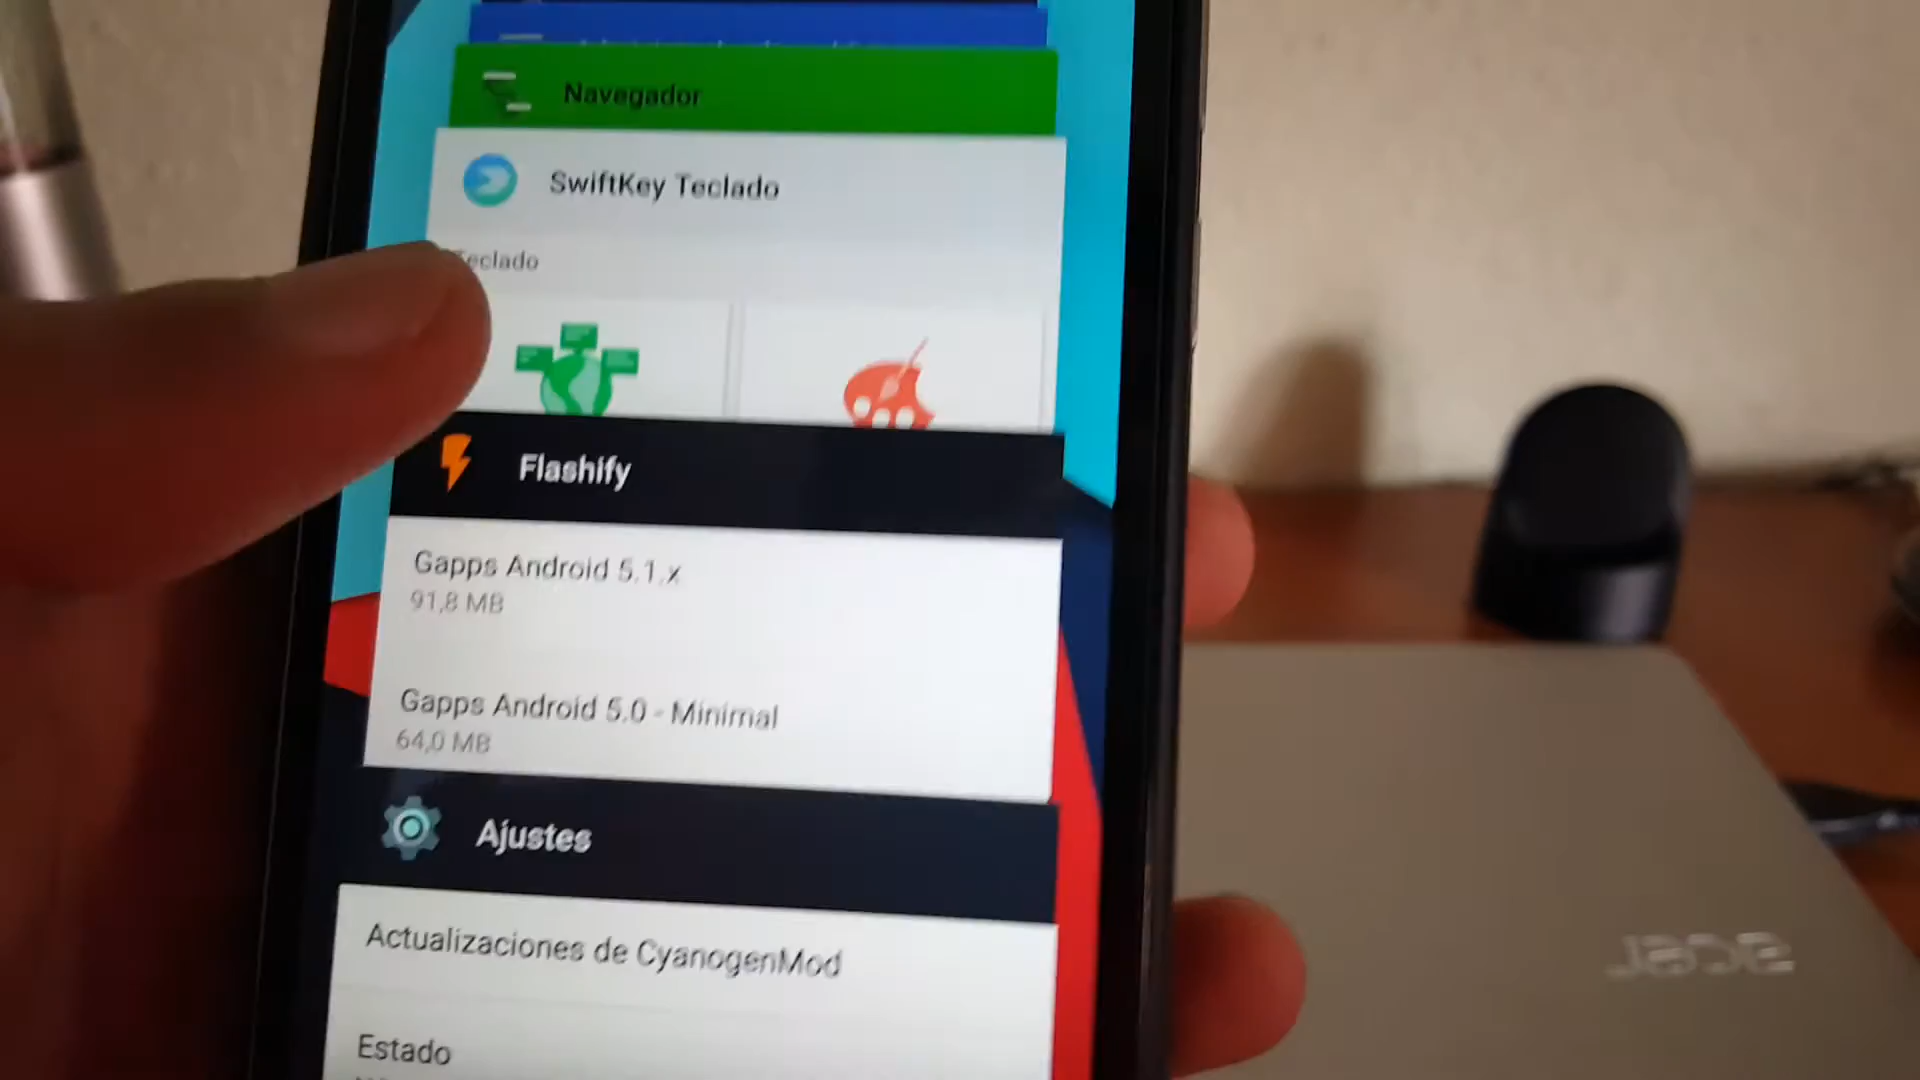 Navegador
SwiftKey Teclado
Teclado
Flashify
Gapps Android 5.1.x
91,8 MB
Gapps Android 5.0 - Minimal
64,0 MB
Ajustes
Actualizaciones de CyanogenMod
Estado
acer